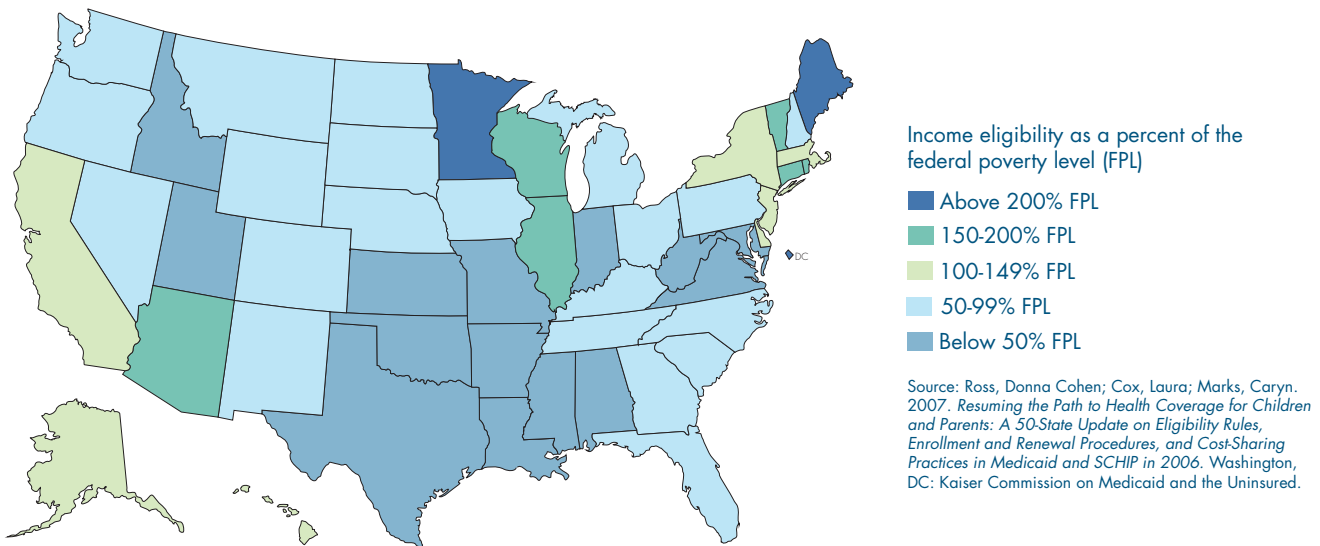 DC
Income eligibility as a percent of the
federal poverty level (FPL)
Above 200% FPL
150-200% FPL
100-149% FPL
50-99% FPL
Below 50% FPL
Source: Ross, Donna Cohen; Cox, Laura; Marks, Caryn.
2007. Resuming the Path to Health Coverage for Children
and Parents: A 50-State Update on Eligibility Rules,
Enrollment and Renewal Procedures, and Cost-Sharing
Practices in Medicaid and SCHIP in 2006. Washington,
DC: Kaiser Commission on Medicaid and the Uninsured.